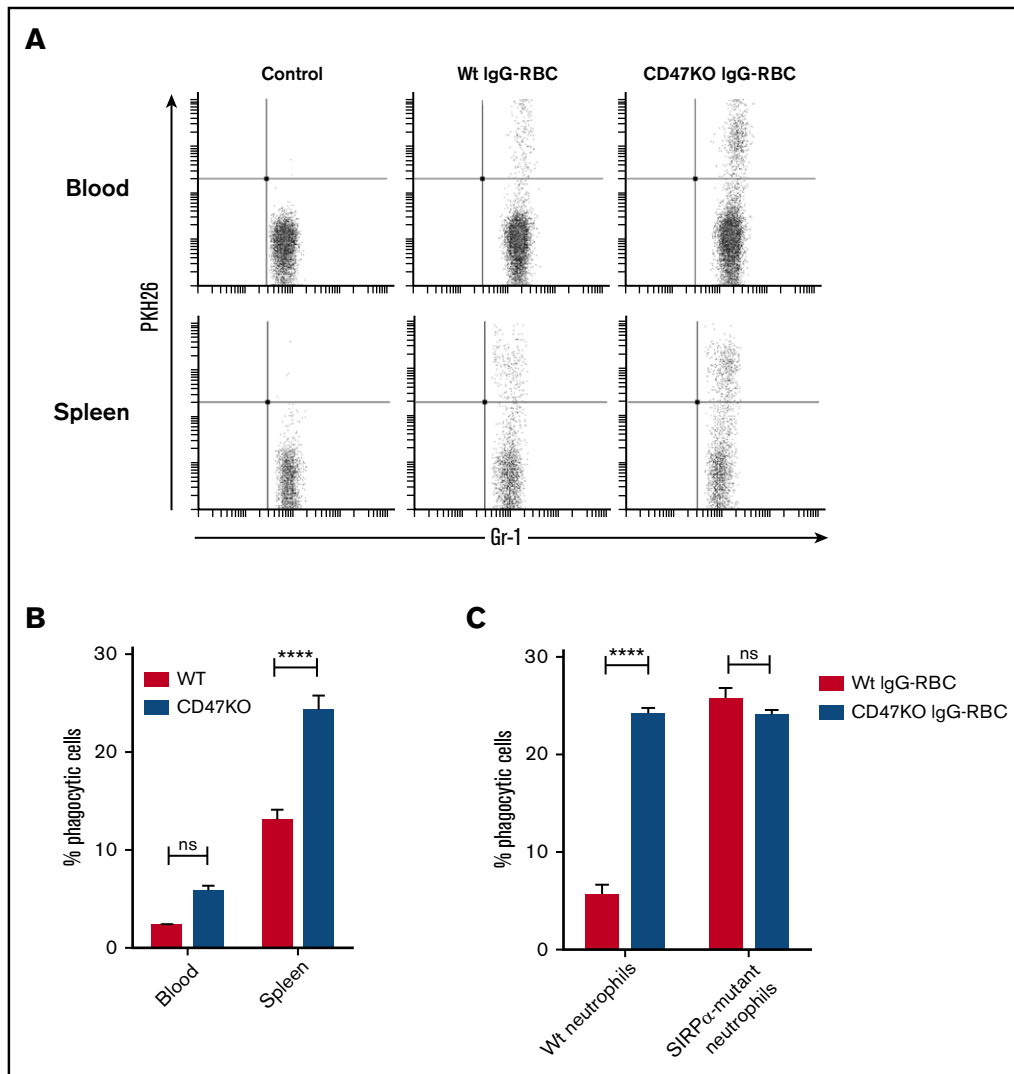 A
Control
Wt IgG-RBC
CD47KO IgG-RBC
Blood
PKH26
Spleen
Gr-1
B
30
20
10
0
% phagocytic cells
WT
CD47KO
ns
****
Blood
Spleen
C
30
20
10
0
% phagocytic cells
****
ns
Wt IgG-RBC
CD47KO IgG-RBC
Wt neutrophils
SIRPα-mutant
neutrophils